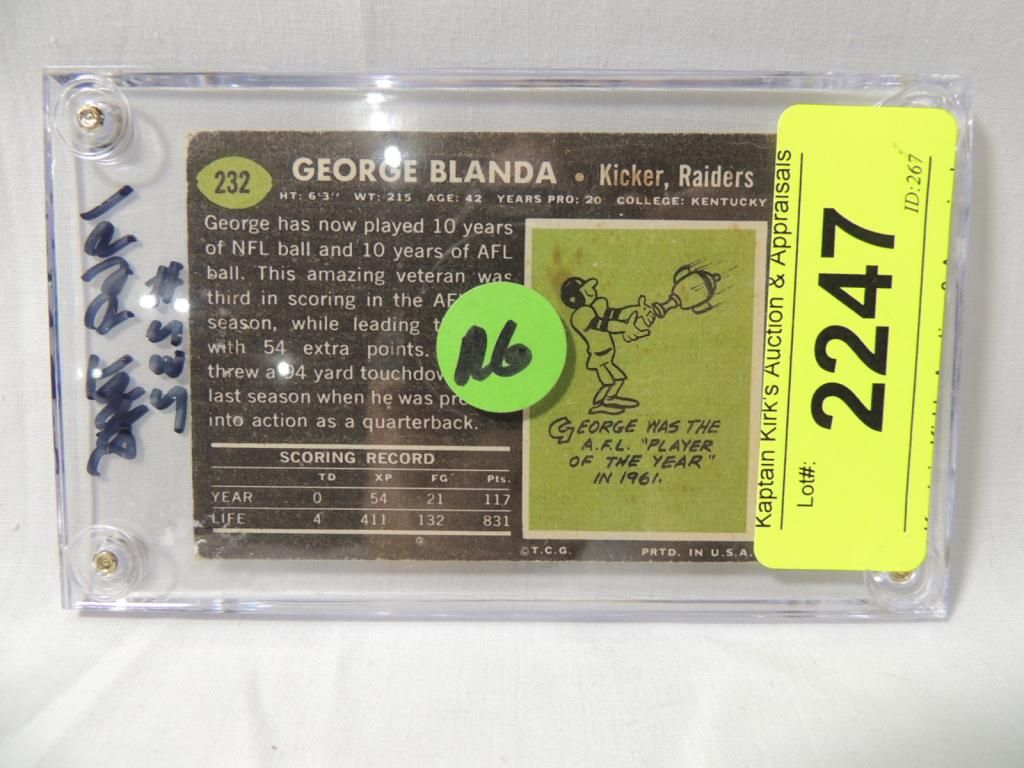 232
GEORGE BLANDA • Kicker, Raiders
HT: 6'3" WT: 215 AGE: 42 YEARS PRO: 20 COLLEGE: KENTUCKY
George has now played 10 years
of NFL ball and 10 years of AFL
ball. This amazing veteran was
third in scoring in the
season, while leading
with 54 extra points.
threw a 94 yard
last season when he was
into action as a quarterback.
R6
SCORING RECORD
TD XP FG Pts.
YEAR 0 54 21 117
LIFE 4 411 132 831
GEORGE WAS THE
A.F.L. "PLAYER
OF THE YEAR"
IN 1961.
©T.C.G. PRTD. IN U.S.A.
Kaptain Kirk's Auction & Appraisals
Lot#:
2247
ID:267